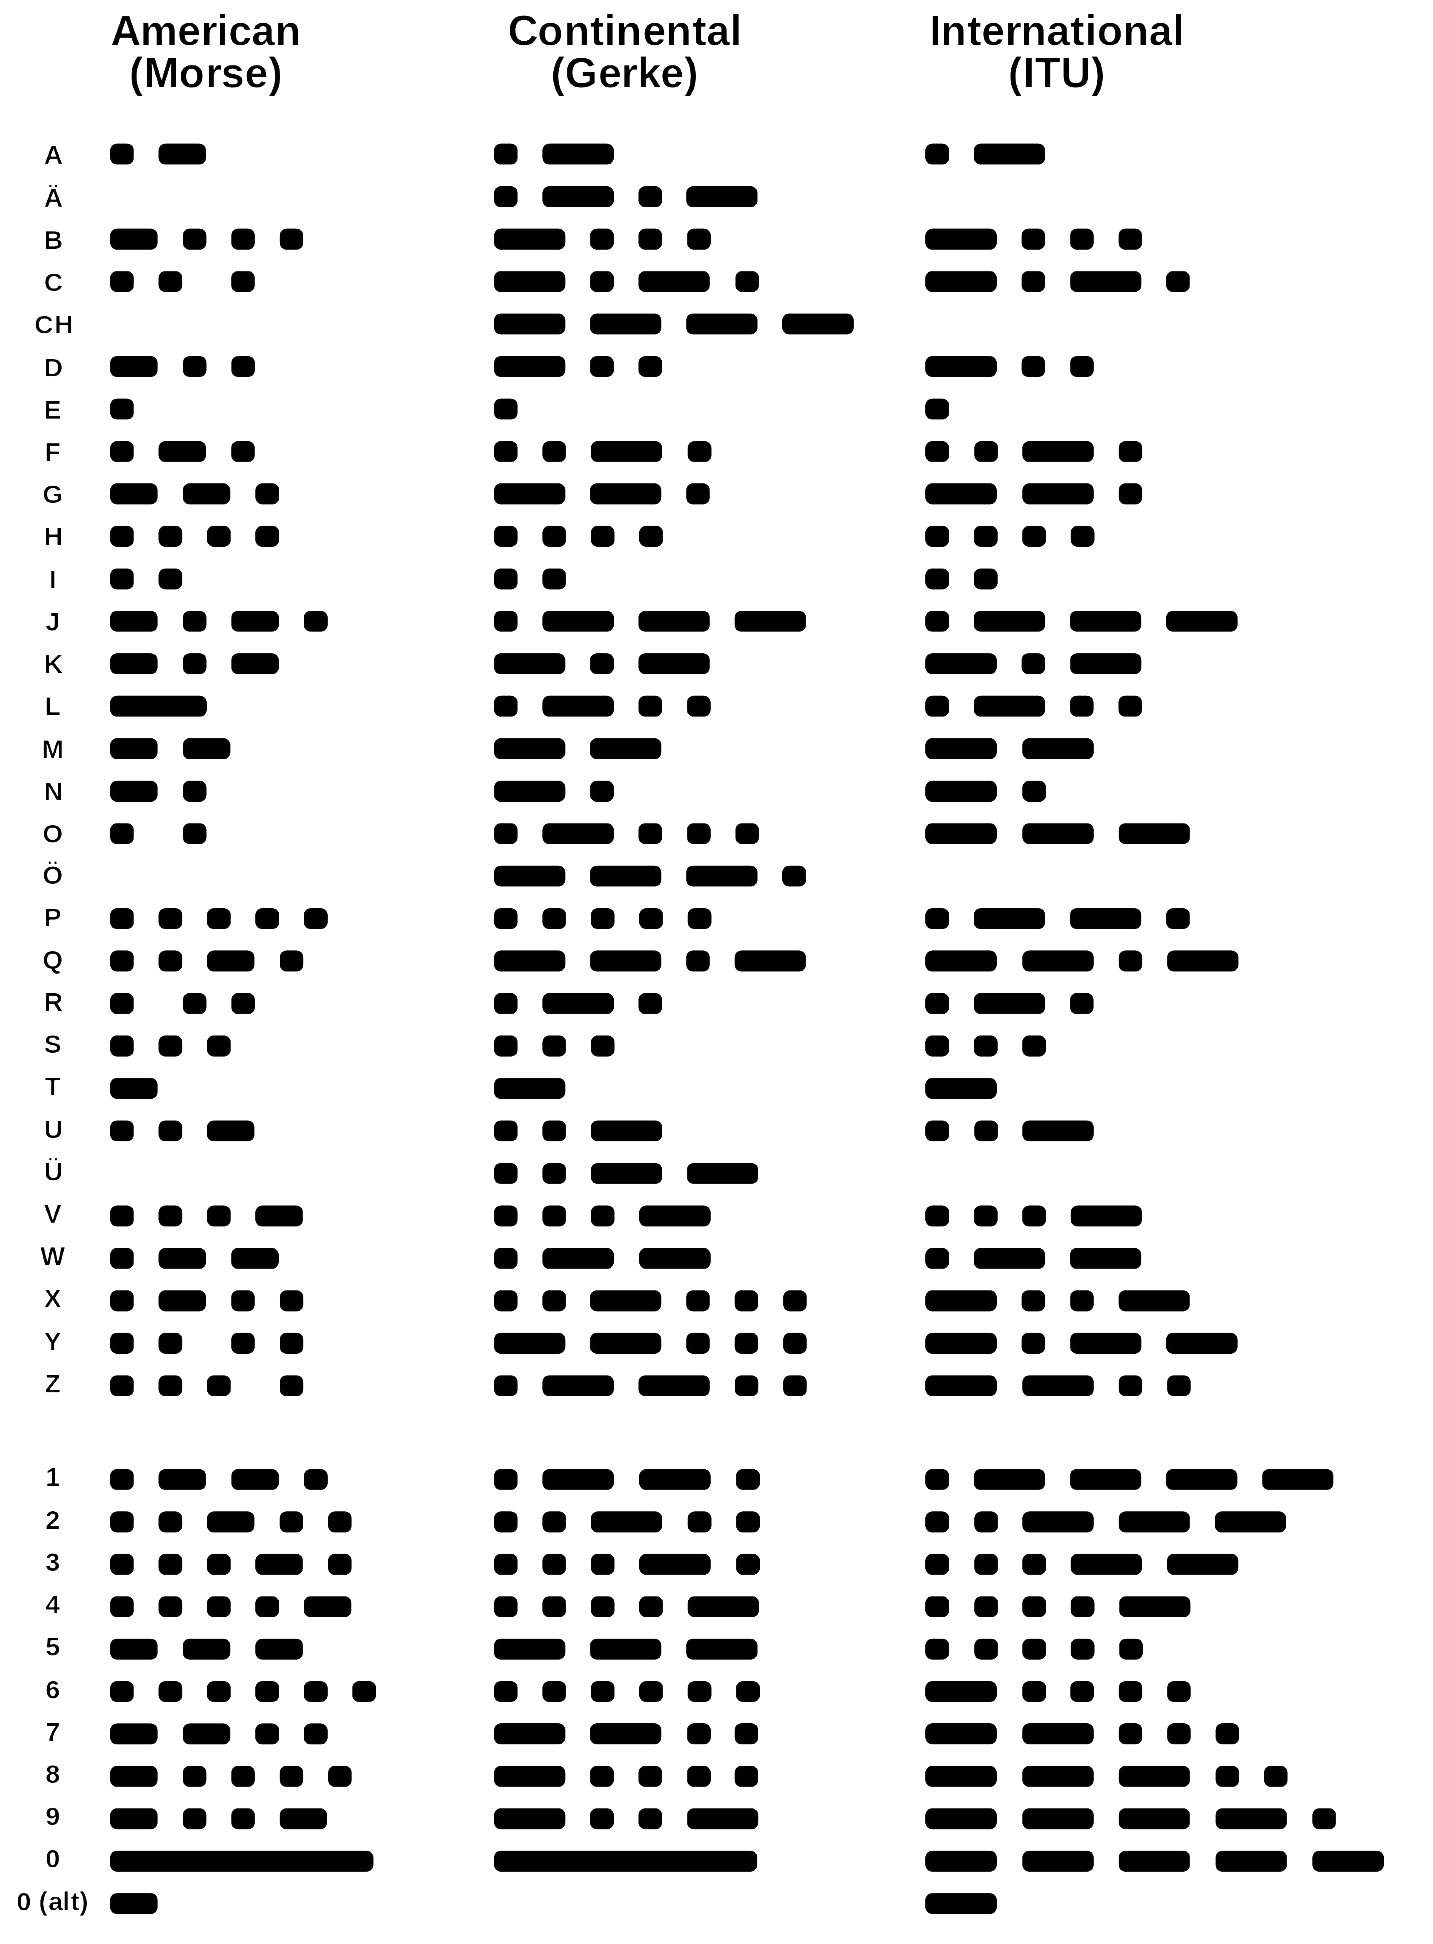 American Continental International
(Morse) (Gerke) (ITU)
A
Ä
B
C
CH
D
E
F
G
H
I
J
K
L
M
N
O
Ö
P
Q
R
S
T
U
Ü
V
W
X
Y
Z
1
2
3
4
5
6
7
8
9
0
0 (alt)